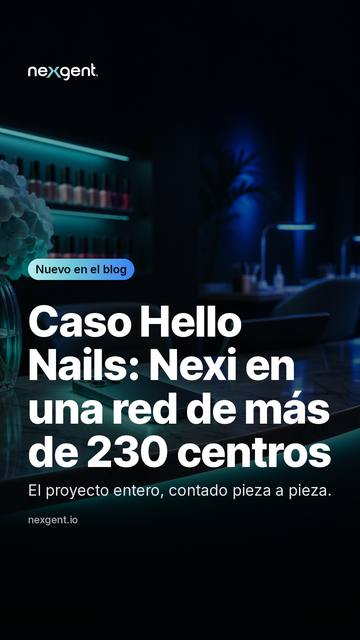 nexgent.
Nuevo en el blog
Caso Hello
Nails: Nexi en
una red de más
de 230 centros
El proyecto entero, contado pieza a pieza.
nexgent.io